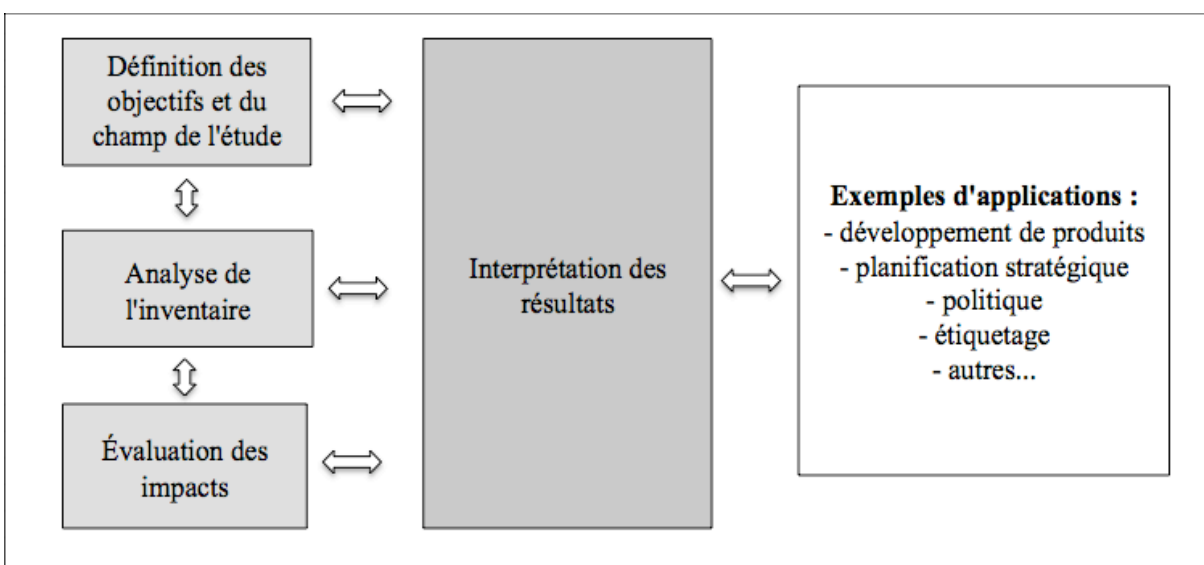 Définition des
objectifs et du
champ de l'étude
Analyse de
l'inventaire
Évaluation des
impacts
Interprétation des
résultats
Exemples d'applications :
- développement de produits
- planification stratégique
- politique
- étiquetage
- autres...